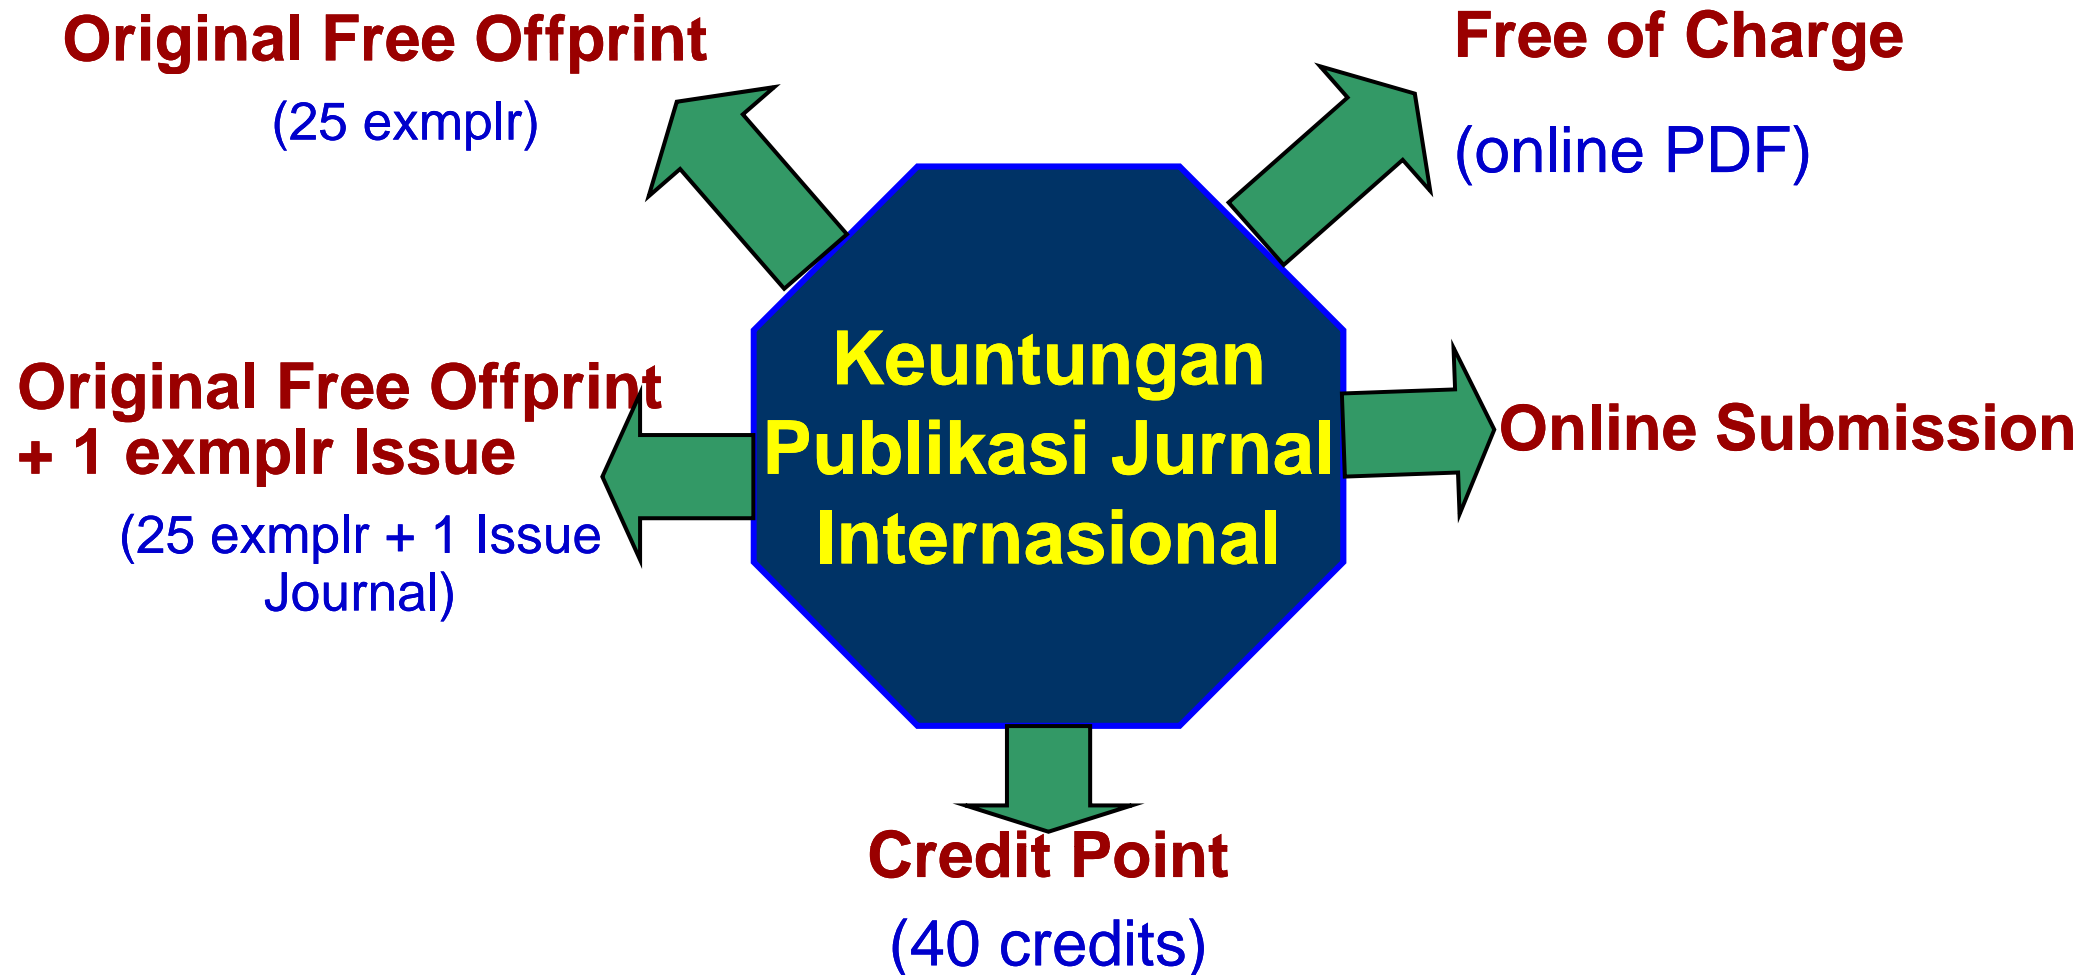 Original Free Offprint
(25 exmplr)
Free of Charge
(online PDF)
Keuntungan
Publikasi Jurnal
Internasional
Original Free Offprint
+ 1 exmplr Issue
(25 exmplr + 1 Issue
Journal)
Online Submission
Credit Point
(40 credits)